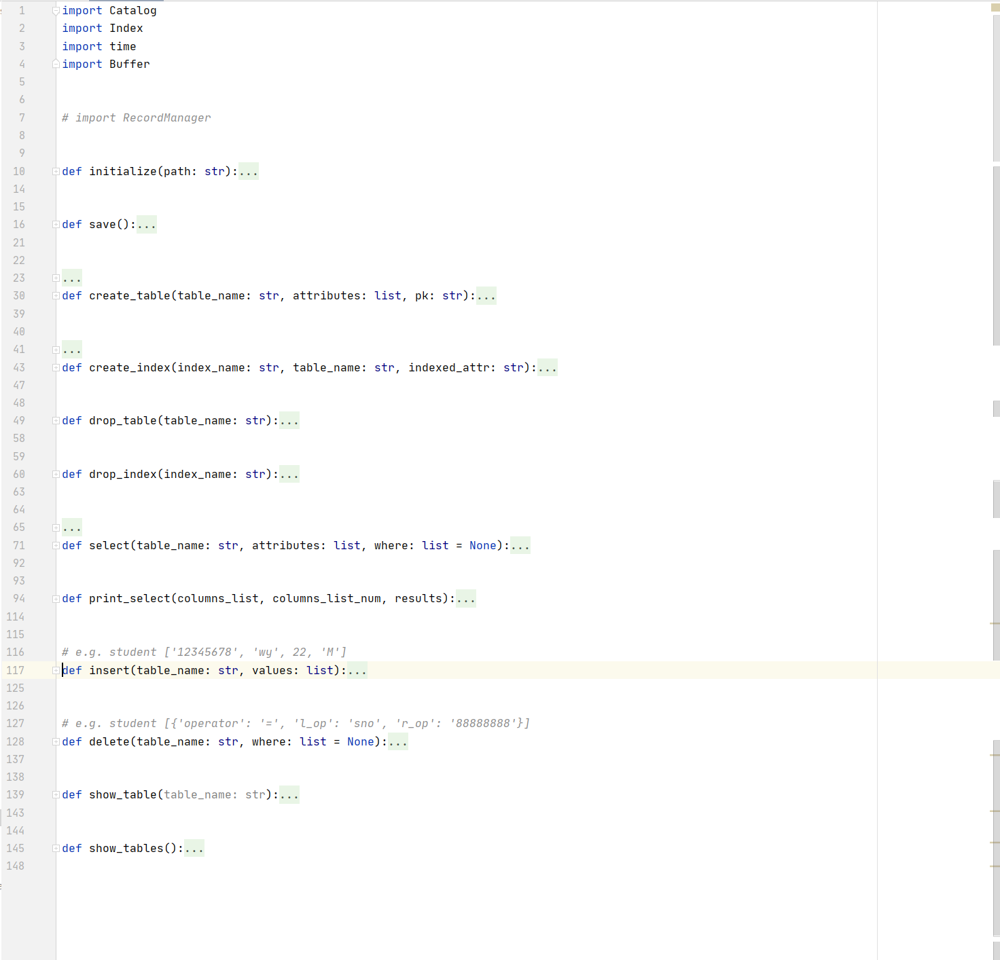 1 import Catalog
2 import Index
3 import time
4 import Buffer
5
6
7 # import RecordManager
8
9
10 def initialize(path: str):...
14
15
16 def save():...
21
22
23 ...
30 def create_table(table_name: str, attributes: list, pk: str):...
39
40
41 ...
43 def create_index(index_name: str, table_name: str, indexed_attr: str):...
47
48
49 def drop_table(table_name: str):...
58
59
60 def drop_index(index_name: str):...
63
64
65 ...
71 def select(table_name: str, attributes: list, where: list = None):...
92
93
94 def print_select(columns_list, columns_list_num, results):...
114
115
116 # e.g. student ['12345678', 'wy', 22, 'M']
117 def insert(table_name: str, values: list):...
125
126
127 # e.g. student [{'operator': '=', 'l_op': 'sno', 'r_op': '88888888'}]
128 def delete(table_name: str, where: list = None):...
137
138
139 def show_table(table_name: str):...
143
144
145 def show_tables():...
148